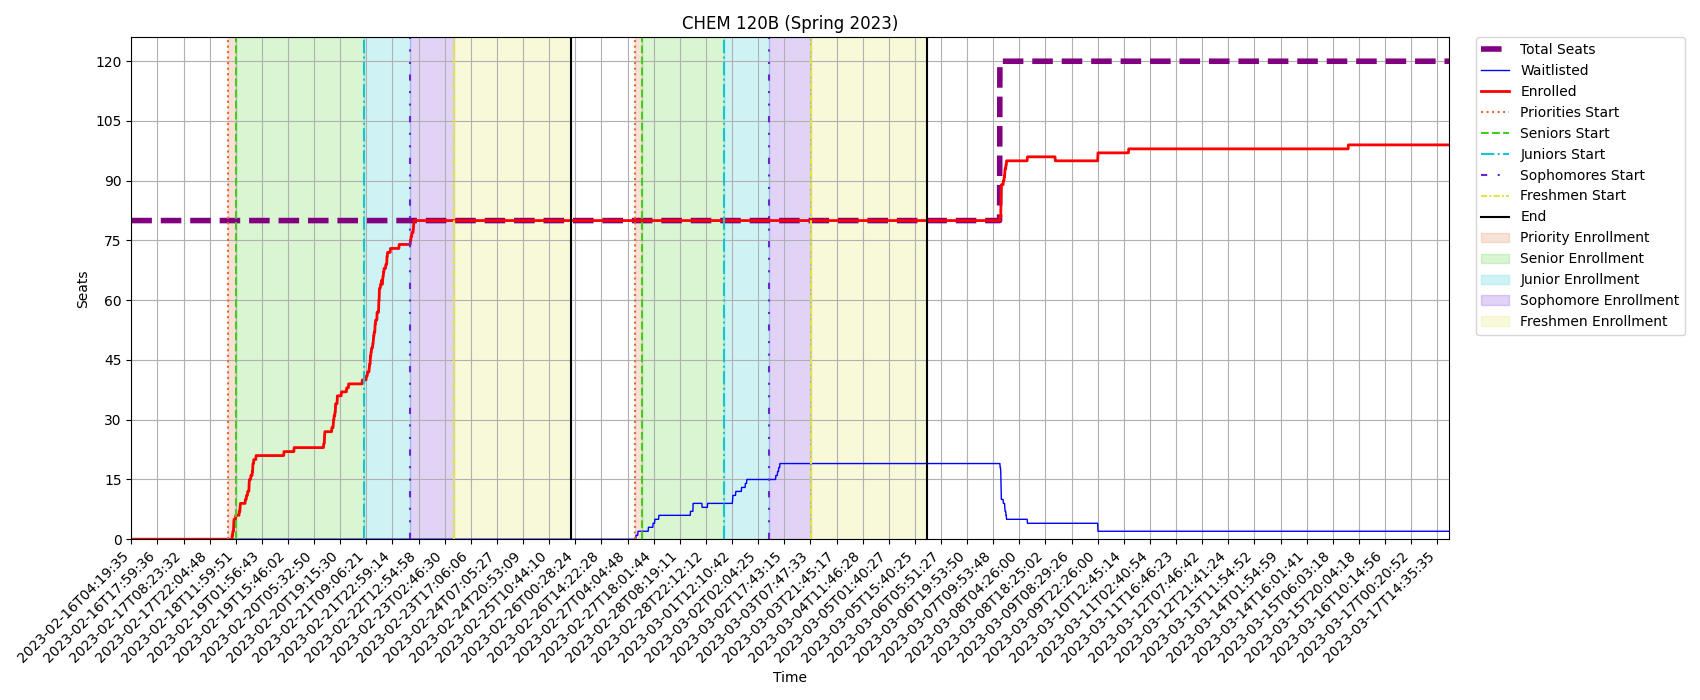 CHEM 120B (Spring 2023)
Seats
120
105
90
75
60
45
30
15
0
2023-02-16T04:19:35
2023-02-16T17:59:36
2023-02-17T08:23:32
2023-02-17T22:04:48
2023-02-18T11:59:51
2023-02-19T01:56:43
2023-02-19T15:46:02
2023-02-20T05:32:50
2023-02-20T19:15:30
2023-02-21T09:06:21
2023-02-21T22:59:14
2023-02-22T12:54:58
2023-02-23T02:46:30
2023-02-23T17:06:06
2023-02-24T07:05:27
2023-02-24T20:53:09
2023-02-25T10:44:10
2023-02-26T00:28:24
2023-02-26T14:22:28
2023-02-27T04:04:48
2023-02-27T18:01:44
2023-02-28T08:19:11
2023-02-28T22:12:12
2023-03-01T12:10:42
2023-03-02T02:04:25
2023-03-02T17:43:15
2023-03-03T07:47:33
2023-03-03T21:45:17
2023-03-04T11:46:28
2023-03-05T01:40:27
2023-03-05T15:40:25
2023-03-06T05:51:27
2023-03-06T19:53:50
2023-03-07T09:53:48
2023-03-08T04:26:00
2023-03-08T18:25:02
2023-03-09T08:29:26
2023-03-09T22:26:00
2023-03-10T12:45:14
2023-03-11T02:40:54
2023-03-11T16:46:23
2023-03-12T07:46:42
2023-03-12T21:41:24
2023-03-13T11:54:52
2023-03-14T01:54:59
2023-03-14T16:01:41
2023-03-15T06:03:18
2023-03-15T20:04:18
2023-03-16T10:14:56
2023-03-17T00:20:52
2023-03-17T14:35:35
Time
Total Seats
Waitlisted
Enrolled
Priorities Start
Seniors Start
Juniors Start
Sophomores Start
Freshmen Start
End
Priority Enrollment
Senior Enrollment
Junior Enrollment
Sophomore Enrollment
Freshmen Enrollment